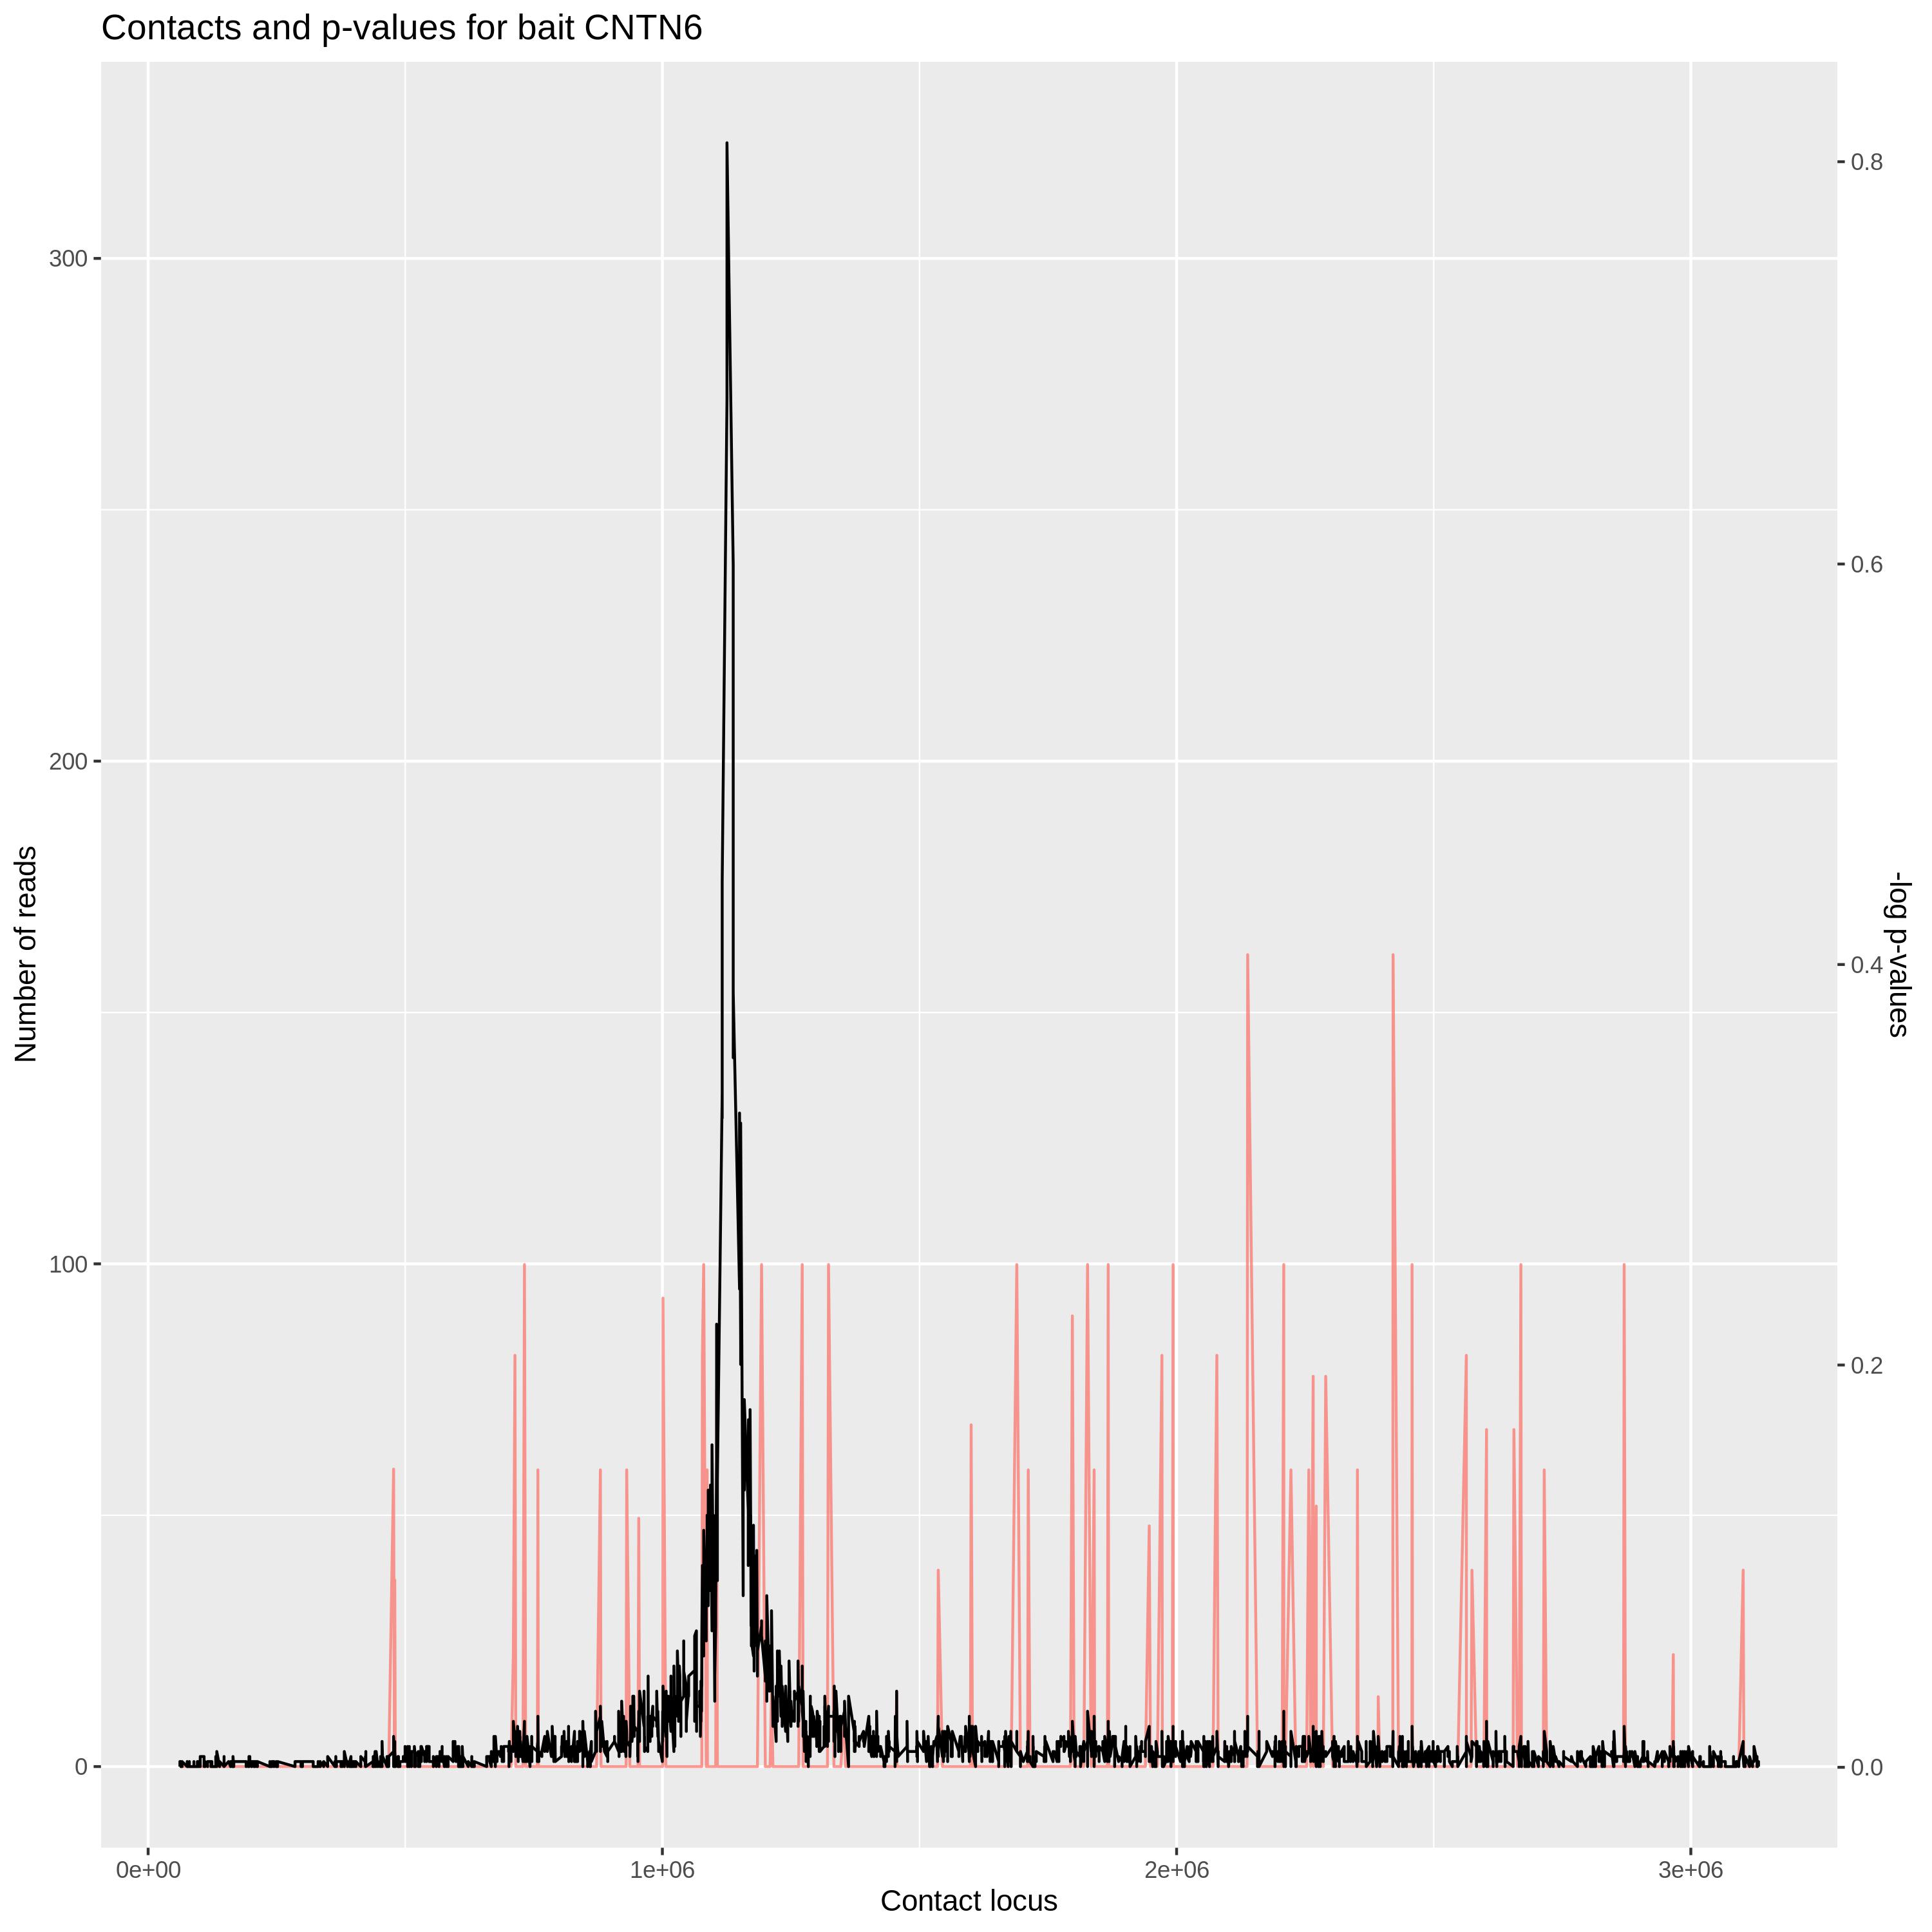 Contacts and p-values for bait CNTN6
300
200
100
0
Number of reads
0.8
0.6
0.4
0.2
0.0
-log p-values
0e+00
1e+06
2e+06
3e+06
Contact locus